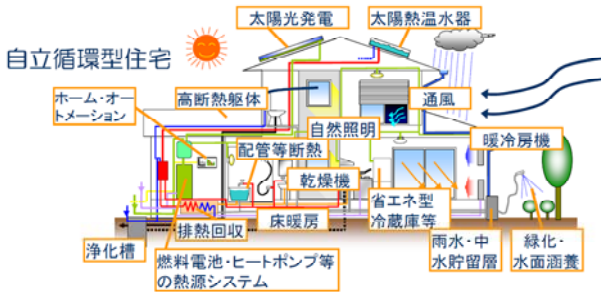 太陽光発電
太陽熱温水器
自立循環型住宅
ホーム・オー
トメーション
高断熱躯体
通風
自然照明
配管等断熱
暖冷房機
乾燥機
省エネ型
冷蔵庫等
床暖房
排熱回収
浄化槽
燃料電池・ヒートポンプ等
の熱源システム
雨水・中
水貯留層
緑化・
水面涵養